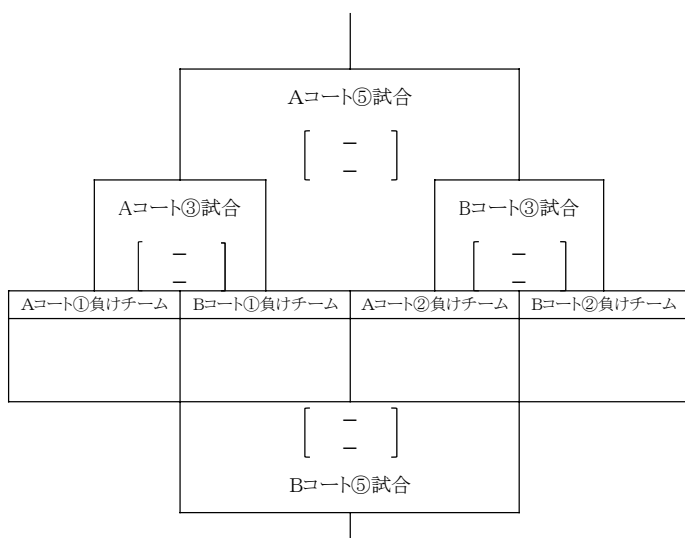 Aコート⑤試合
－
－
Aコート③試合
Bコート③試合
－
－
－
－
Aコート①負けチーム
Bコート①負けチーム
Aコート②負けチーム
Bコート②負けチーム
－
－
Bコート⑤試合